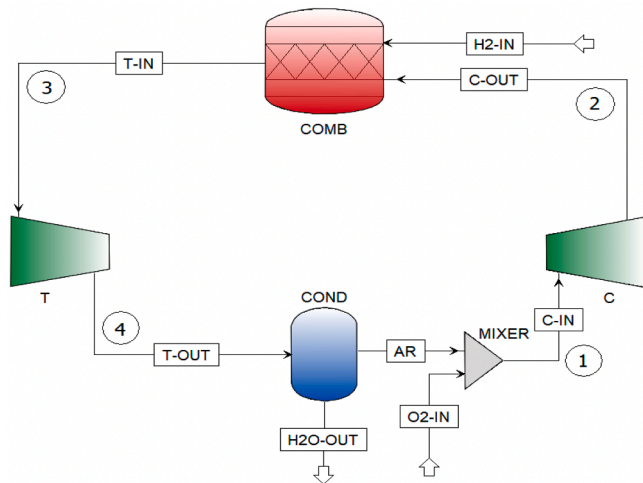 H2-IN
T-IN
C-OUT
3
2
COMB
T
COND
C
4
MIXER
C-IN
T-OUT
AR
1
O2-IN
H2O-OUT